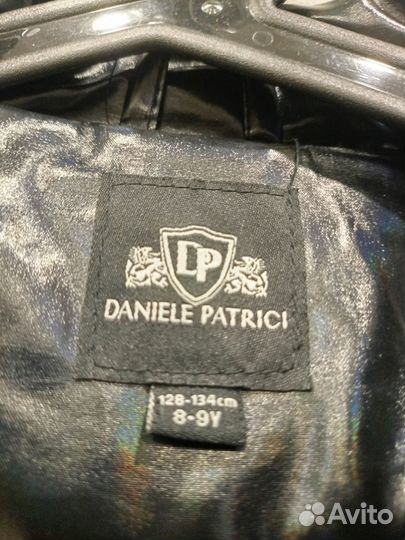 DP
DANIELE PATRICI
128-134cm
8-9Y
Avito